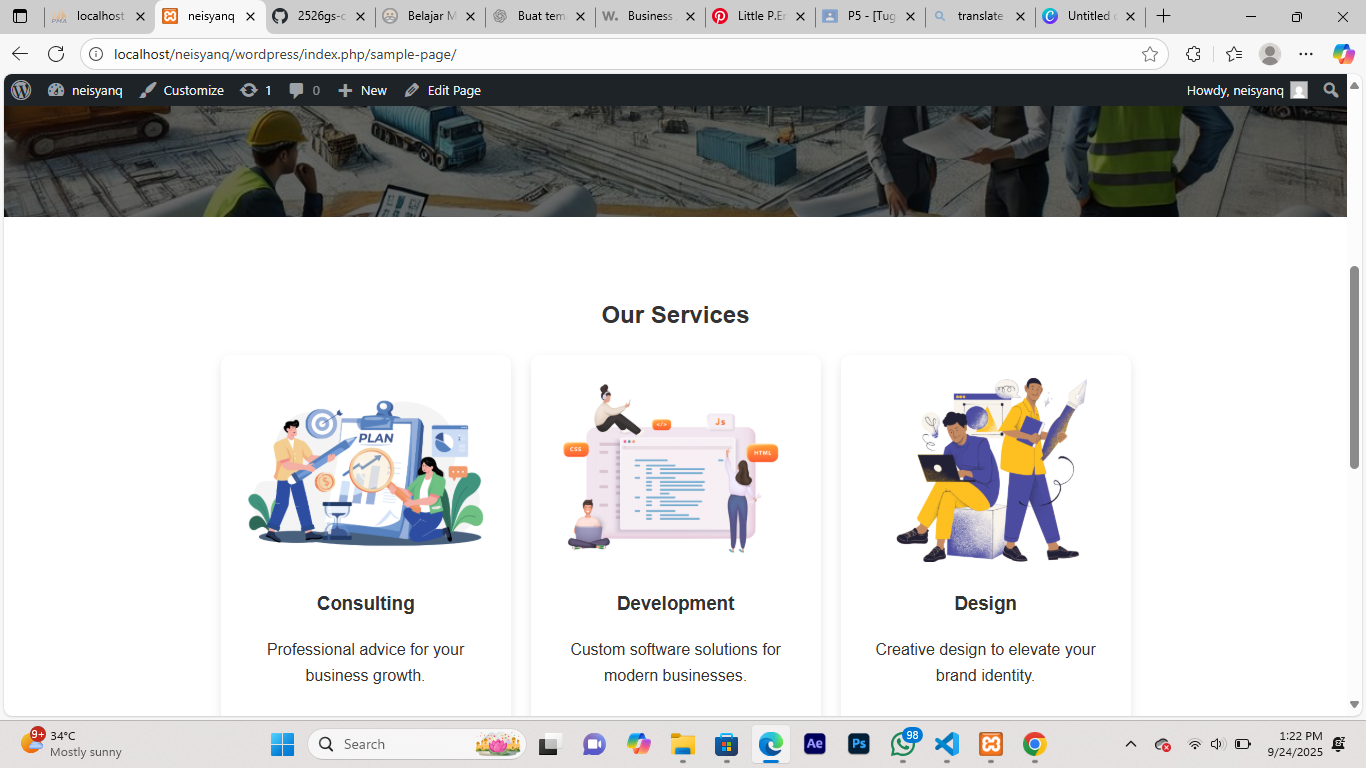 localhost
neisyanq
2526gs-c
Belajar M
Buat tem
W. Business
Little P.Er
P5 - [Tug
translate
Untitled
localhost/neisyanq/wordpress/index.php/sample-page/
neisyanq
Customize
1
0
New
Edit Page
Howdy, neisyanq
Our Services
PLAN
Js
</>
CSS
HTML
Consulting
Development
Design
Professional advice for your
business growth.
Custom software solutions for
modern businesses.
Creative design to elevate your
brand identity.
9+
34°C
Mostly sunny
Search
Ae
Ps
98
1:22 PM
9/24/2025